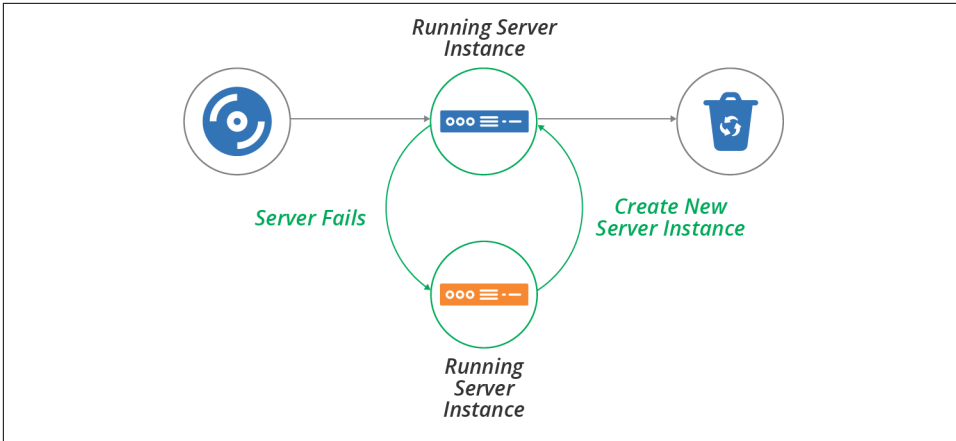 Running Server
Instance
Server Fails
Create New
Server Instance
Running
Server
Instance